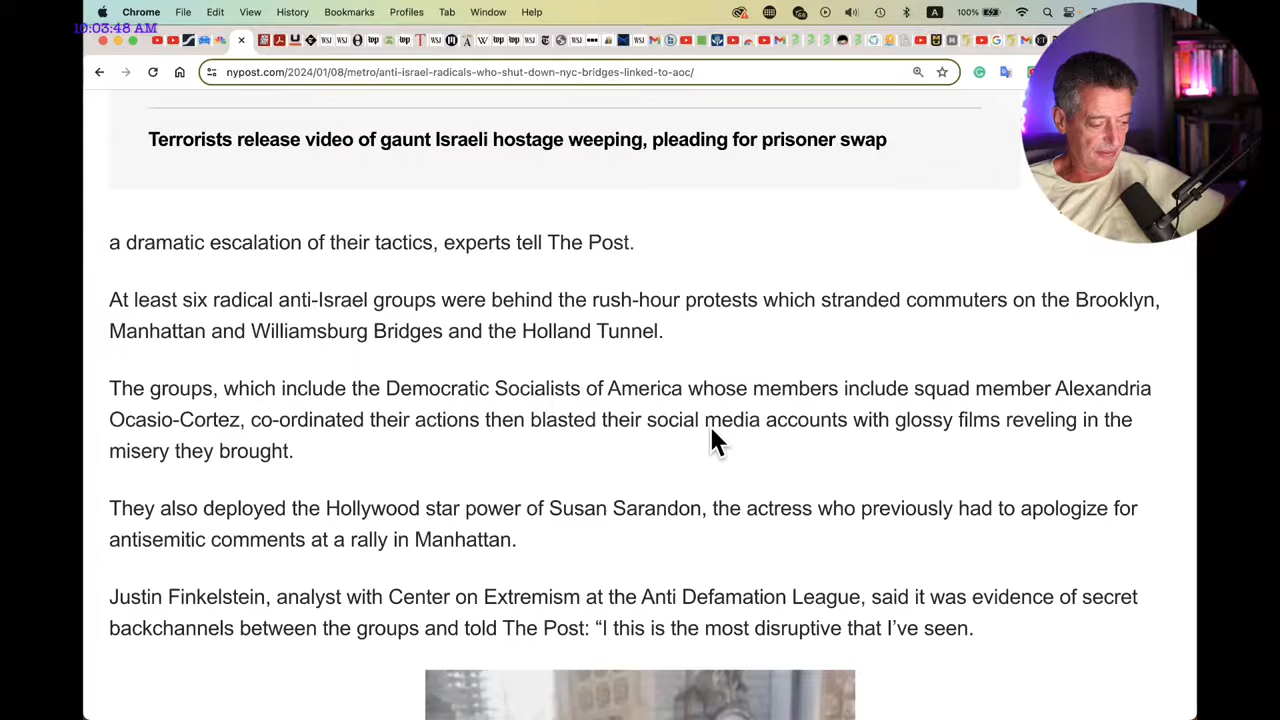 Chrome File Edit View History Bookmarks Profiles Tab Window Help
A 100%
10:03:48 AM
nypost.com/2024/01/08/metro/anti-israel-radicals-who-shut-down-nyc-bridges-linked-to-aoc/
Terrorists release video of gaunt Israeli hostage weeping, pleading for prisoner swap
a dramatic escalation of their tactics, experts tell The Post.
At least six radical anti-Israel groups were behind the rush-hour protests which stranded commuters on the Brooklyn,
Manhattan and Williamsburg Bridges and the Holland Tunnel.
The groups, which include the Democratic Socialists of America whose members include squad member Alexandria
Ocasio-Cortez, co-ordinated their actions then blasted their social media accounts with glossy films reveling in the
misery they brought.
They also deployed the Hollywood star power of Susan Sarandon, the actress who previously had to apologize for
antisemitic comments at a rally in Manhattan.
Justin Finkelstein, analyst with Center on Extremism at the Anti Defamation League, said it was evidence of secret
backchannels between the groups and told The Post: “I this is the most disruptive that I’ve seen.